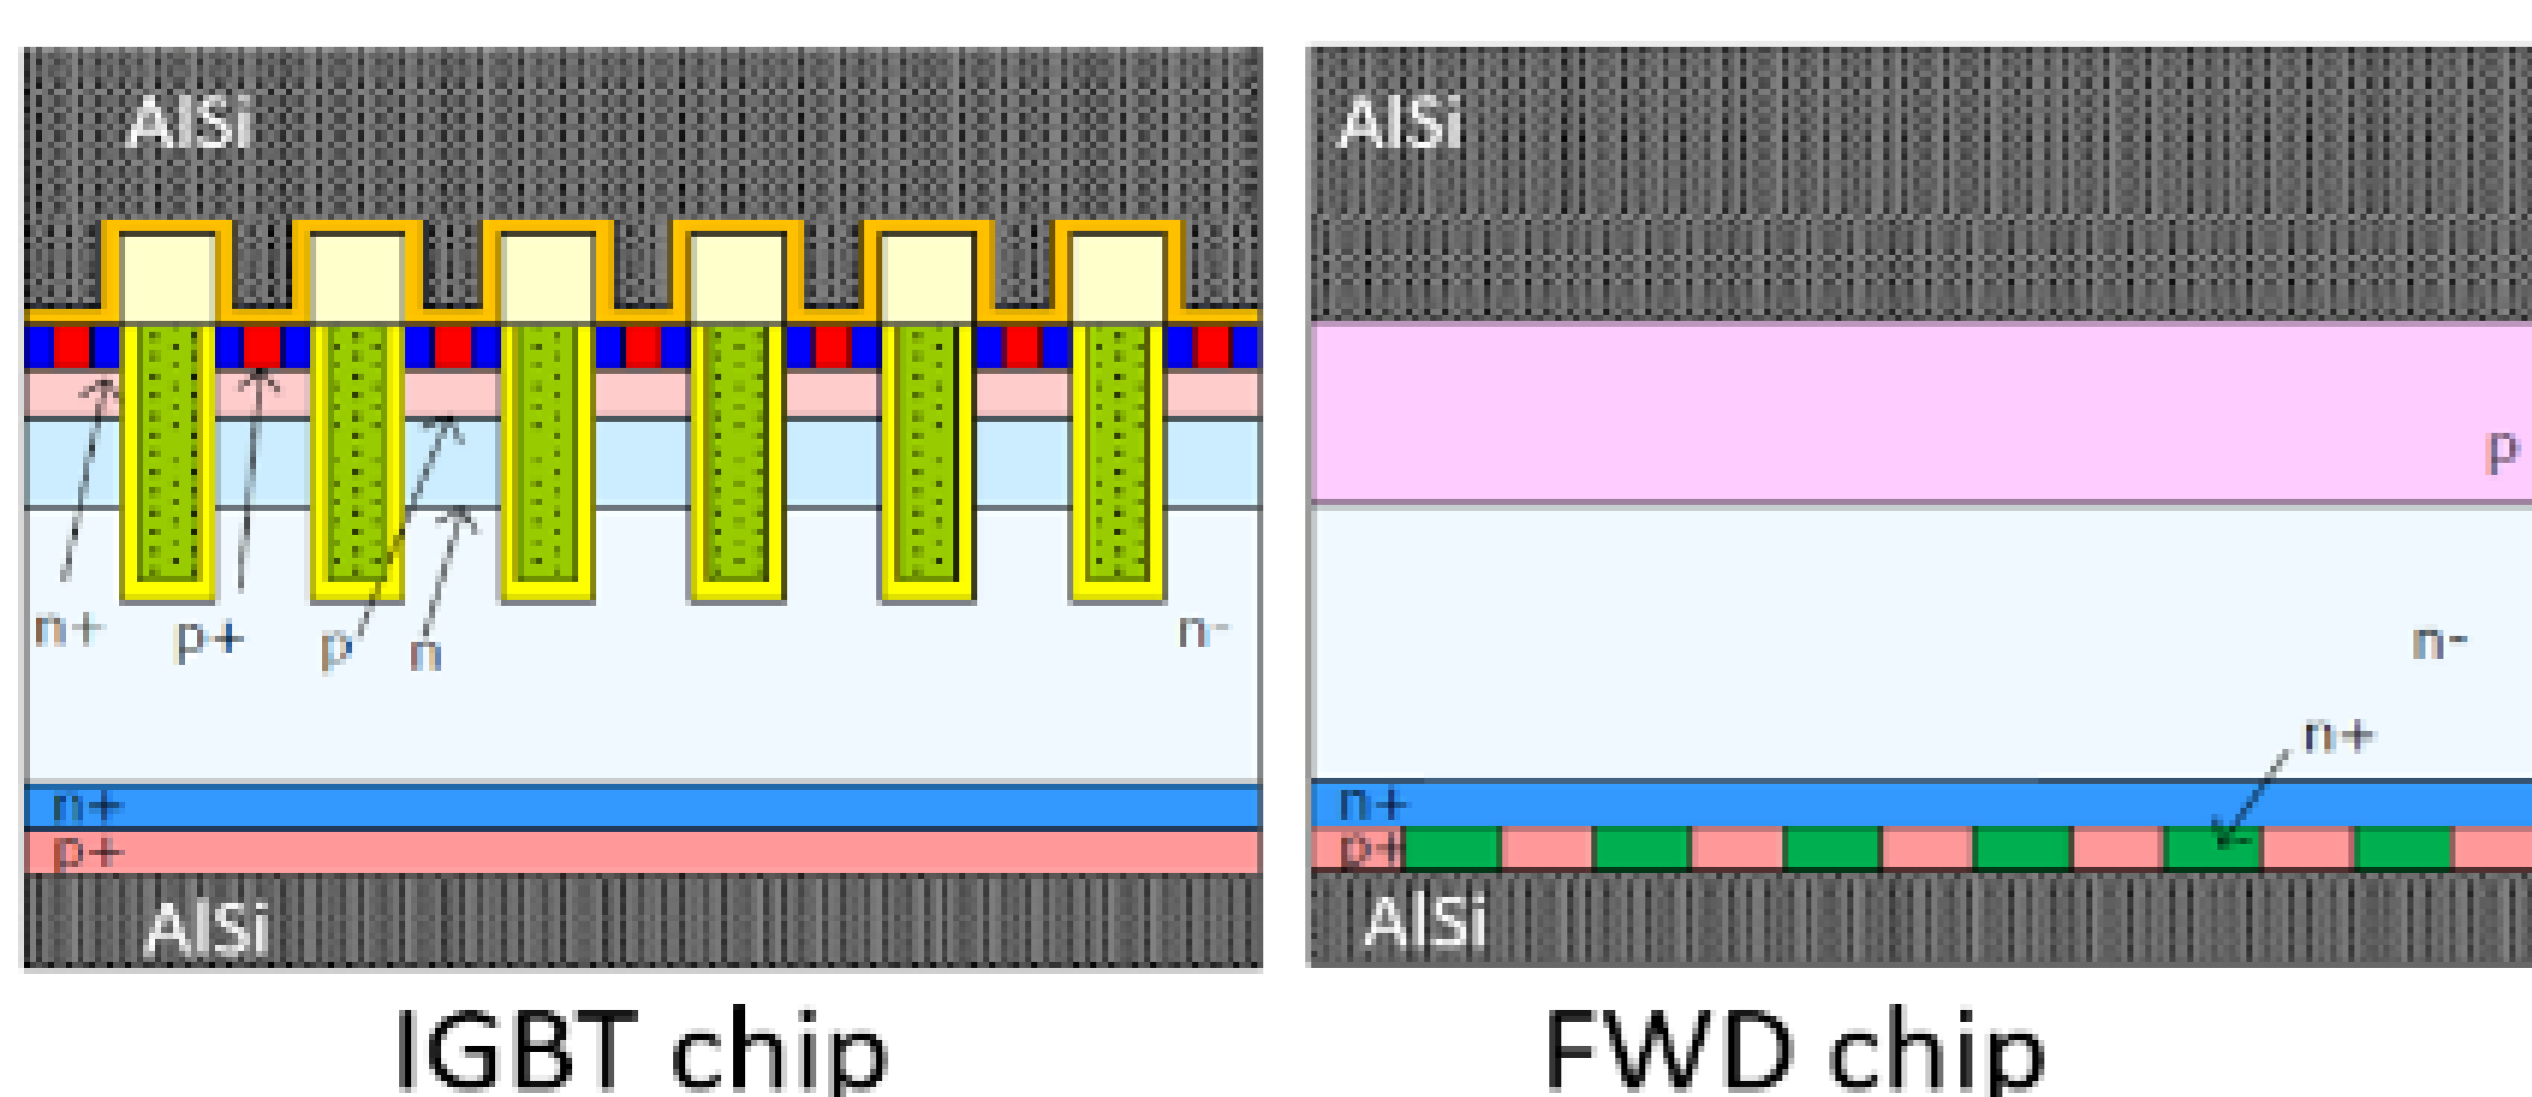 AlSi
n+
p+
p
n
n-
n+
p+
AlSi
IGBT chip
AlSi
p
n-
n+
n+
p+
AlSi
FWD chip